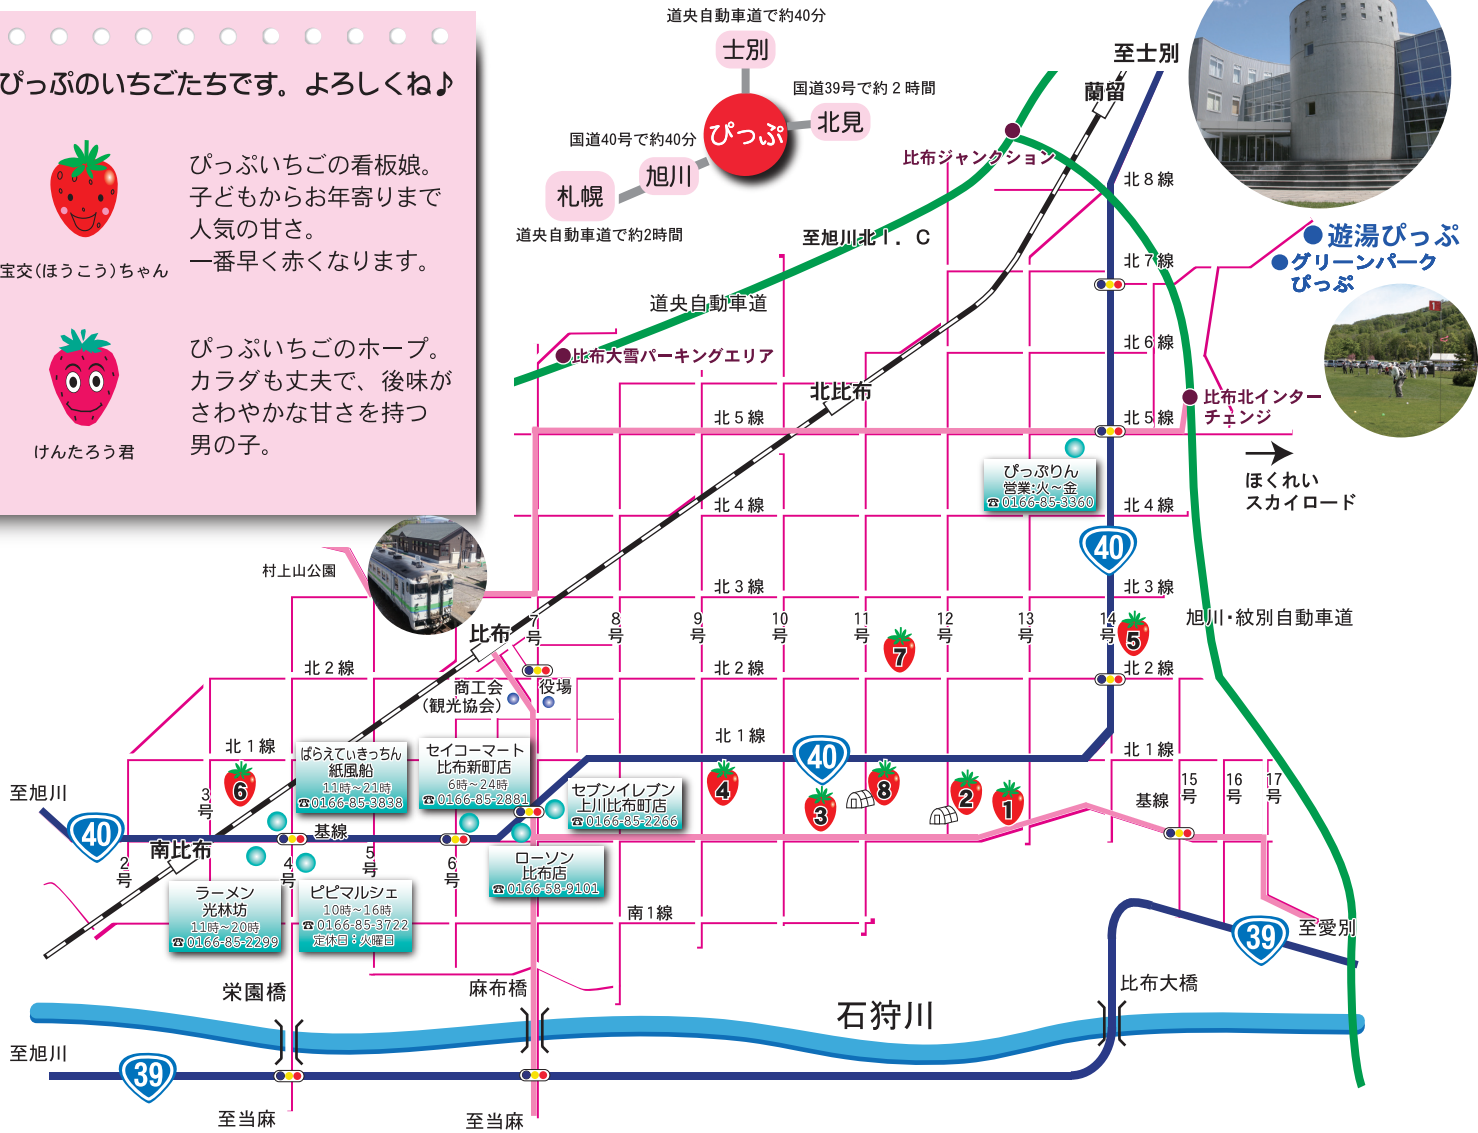 ぴっぷのいちごたちです。よろしくね♪
ぴっぷいちごの看板娘。
子どもからお年寄りまで
人気の甘さ。
一番早く赤くなります。
宝交(ほうこう)ちゃん
ぴっぷいちごのホープ。
カラダも丈夫で、後味が
さわやかな甘さを持つ
男の子。
けんたろう君
道央自動車道で約40分
士別
国道39号で約2時間
北見
ぴっぷ
国道40号で約40分
旭川
札幌
道央自動車道で約2時間
至士別
蘭留
比布ジャンクション
北8線
至旭川北I.C
北7線
遊湯ぴっぷ
グリーンパーク
ぴっぷ
道央自動車道
北6線
比布大雪パーキングエリア
北比布
比布北インター
チェンジ
北5線
北5線
ほくれい
スカイロード
ぴっぷりん
営業:火~金
☎0166-85-3360
北4線
北4線
40
村上山公園
北3線
北3線
旭川・紋別自動車道
7号
8号
9号
10号
11号
12号
13号
14号
5
7
比布
北2線
北2線
北2線
商工会
(観光協会)
役場
北1線
北1線
北1線
40
ぱらえてぃきっちん
紙風船
11時~21時
☎0166-85-3838
セイコーマート
比布新町店
6時~24時
☎0166-85-2881
セブンイレブン
上川比布町店
☎0166-85-2266
6
4
3
8
2
1
15号
16号
17号
基線
至旭川
3号
40
基線
南比布
2号
4号
5号
6号
ローソン
比布店
☎0166-58-9101
ラーメン
光林坊
11時~20時
☎0166-85-2299
ピピマルシェ
10時~16時
☎0166-85-3722
定休日:火曜日
南1線
至愛別
39
栄園橋
麻布橋
比布大橋
石狩川
至旭川
39
至当麻
至当麻